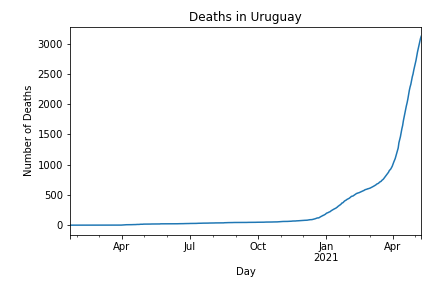 Deaths in Uruguay
3000
2500
2000
1500
1000
500
0
Number of Deaths
Apr
Jul
Oct
Jan
2021
Apr
Day